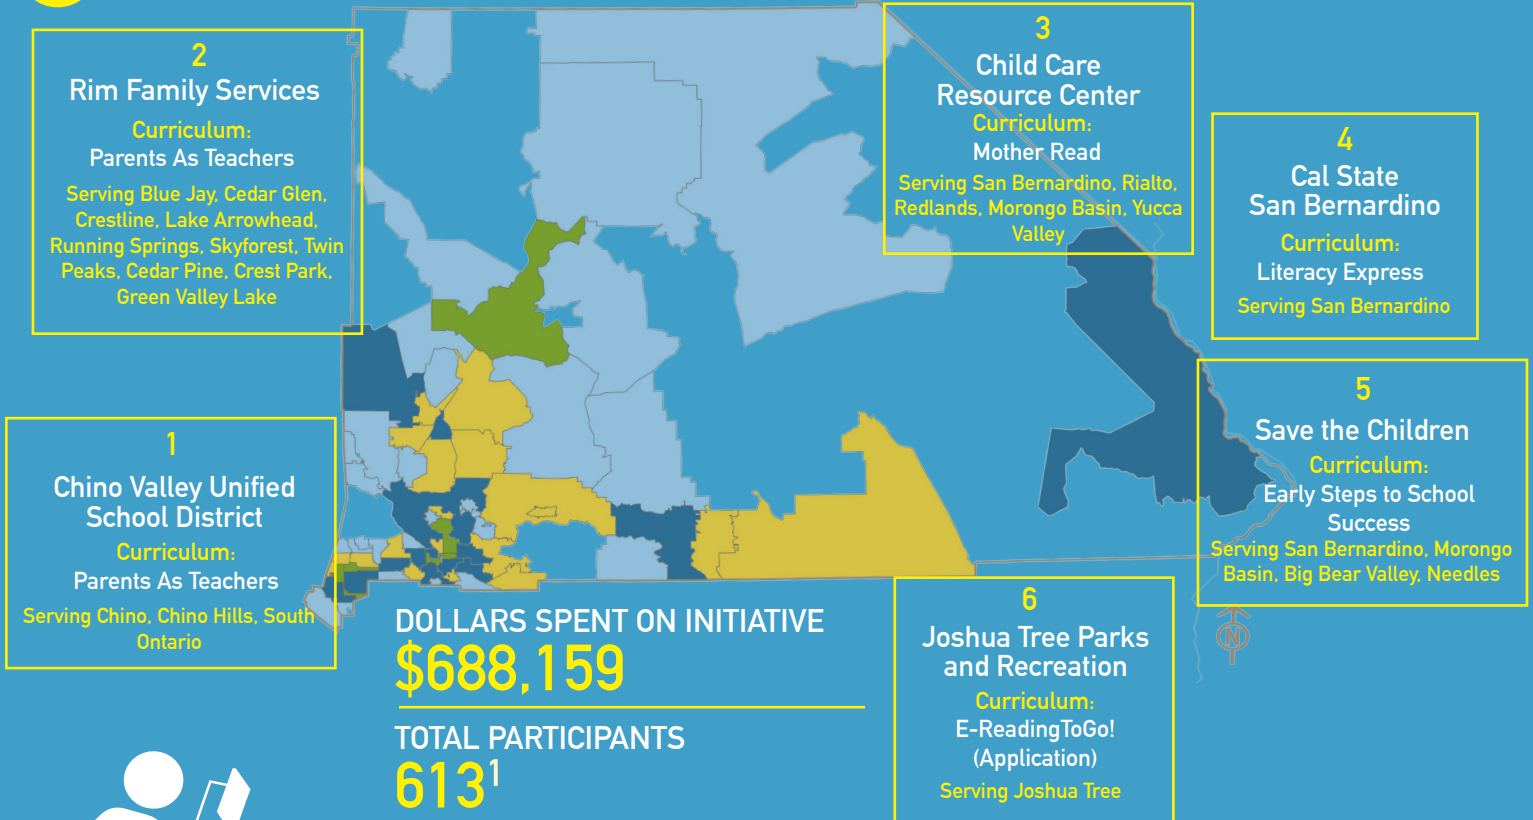 2
Rim Family Services
Curriculum:
Parents As Teachers
Serving Blue Jay, Cedar Glen,
Crestline, Lake Arrowhead,
Running Springs, Skyforest, Twin
Peaks, Cedar Pine, Crest Park,
Green Valley Lake
3
Child Care
Resource Center
Curriculum:
Mother Read
Serving San Bernardino, Rialto,
Redlands, Morongo Basin, Yucca
Valley
4
Cal State
San Bernardino
Curriculum:
Literacy Express
Serving San Bernardino
1
Chino Valley Unified
School District
Curriculum:
Parents As Teachers
Serving Chino, Chino Hills, South
Ontario
5
Save the Children
Curriculum:
Early Steps to School
Success
Serving San Bernardino, Morongo
Basin, Big Bear Valley, Needles
6
Joshua Tree Parks
and Recreation
Curriculum:
E-ReadingToGo!
(Application)
Serving Joshua Tree
N
DOLLARS SPENT ON INITIATIVE
$688,159
TOTAL PARTICIPANTS
613¹